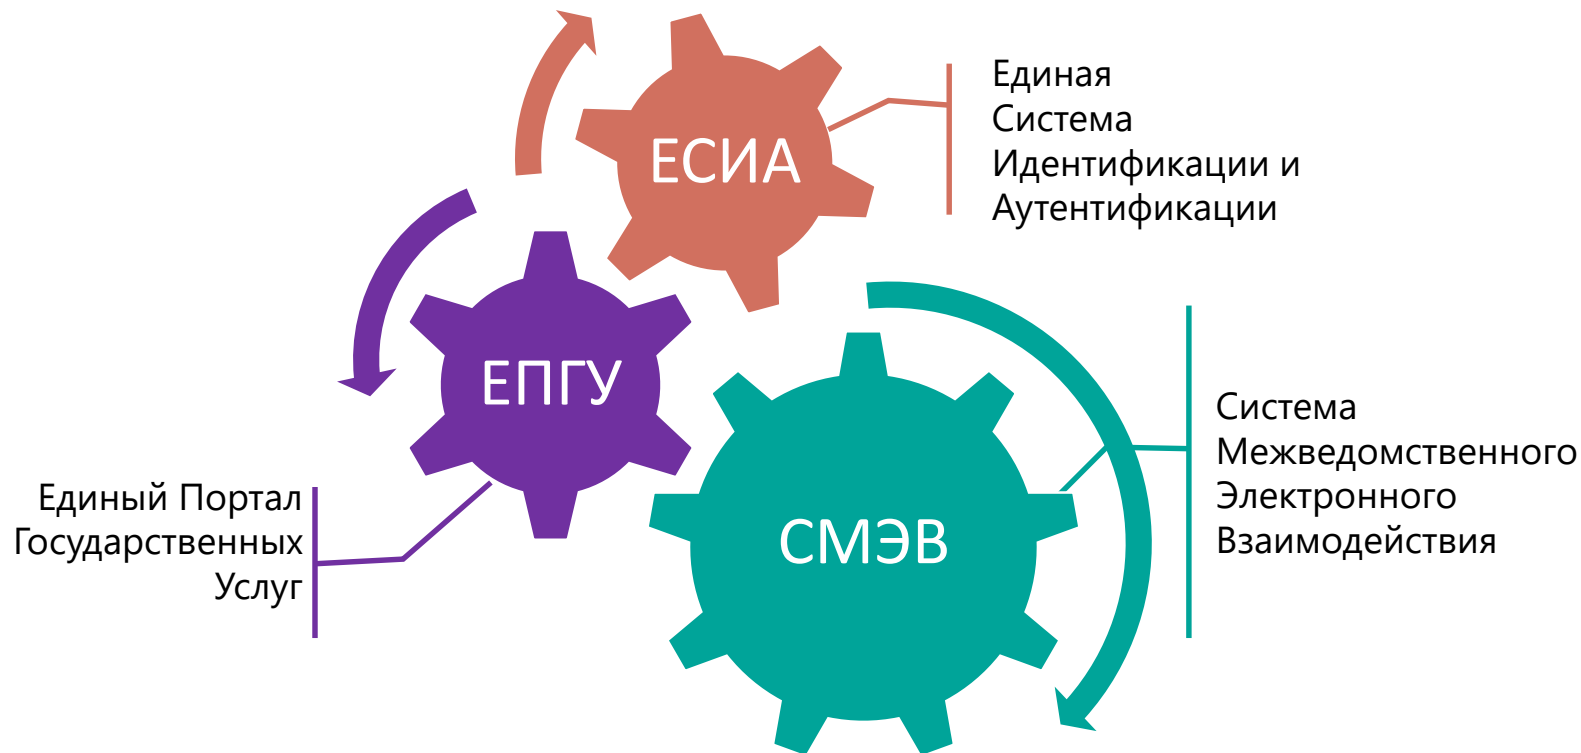 ЕСИА
Единая
Система
Идентификации и
Аутентификации
ЕПГУ
Единый Портал
Государственных
Услуг
СМЭВ
Система
Межведомственного
Электронного
Взаимодействия